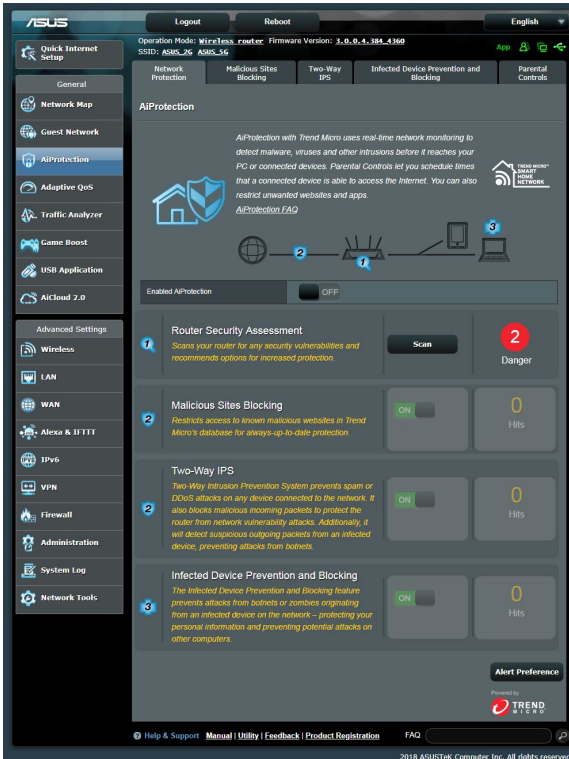 ASUS
Logout
Reboot
English
Quick Internet
Setup
Operation Mode: Wireless router Firmware Version: 3.0.0.4.384_4360
SSID: ASUS_2G ASUS_5G
App
General
Network Map
Guest Network
AiProtection
Adaptive QoS
Traffic Analyzer
Game Boost
USB Application
AiCloud 2.0
Advanced Settings
Wireless
LAN
WAN
Alexa & IFTTT
IPv6
VPN
Firewall
Administration
System Log
Network Tools
Network
Protection
Malicious Sites
Blocking
Two-Way
IPS
Infected Device Prevention and
Blocking
Parental
Controls
AiProtection
AiProtection with Trend Micro uses real-time network monitoring to
detect malware, viruses and other intrusions before it reaches your
PC or connected devices. Parental Controls let you schedule times
that a connected device is able to access the Internet. You can also
restrict unwanted websites and apps.
AiProtection FAQ
TREND MICRO™
SMART
HOME
NETWORK
2
1
3
Enabled AiProtection
OFF
1
Router Security Assessment
Scans your router for any security vulnerabilities and
recommends options for increased protection.
Scan
2
Danger
2
Malicious Sites Blocking
Restricts access to known malicious websites in Trend
Micro's database for always-up-to-date protection.
ON
0
Hits
2
Two-Way IPS
Two-Way Intrusion Prevention System prevents spam or
DDoS attacks on any device connected to the network. It
also blocks malicious incoming packets to protect the
router from network vulnerability attacks. Additionally, it
will detect suspicious outgoing packets from an infected
device, preventing attacks from botnets.
ON
0
Hits
3
Infected Device Prevention and Blocking
The Infected Device Prevention and Blocking feature
prevents attacks from botnets or zombies originating
from an infected device on the network – protecting your
personal information and preventing potential attacks on
other computers.
ON
0
Hits
Alert Preference
Powered by
TREND
MICRO
Help & Support Manual | Utility | Feedback | Product Registration
FAQ
2018 ASUSTeK Computer Inc. All rights reserved